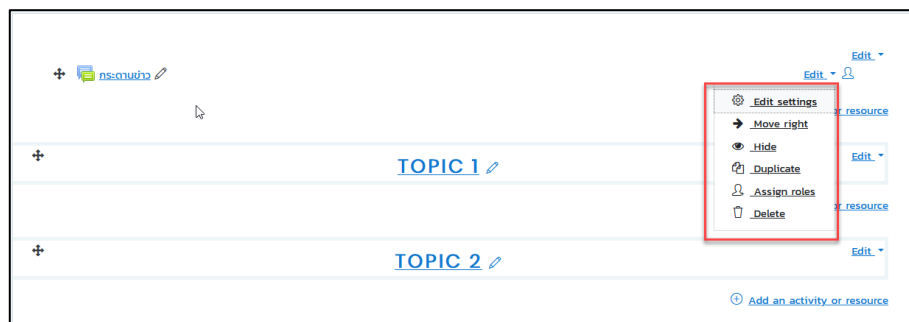 Edit
กระดานข่าว
Edit
Edit settings
or resource
Move right
Hide
TOPIC 1
Edit
Duplicate
Assign roles
or resource
Delete
TOPIC 2
Edit
Add an activity or resource